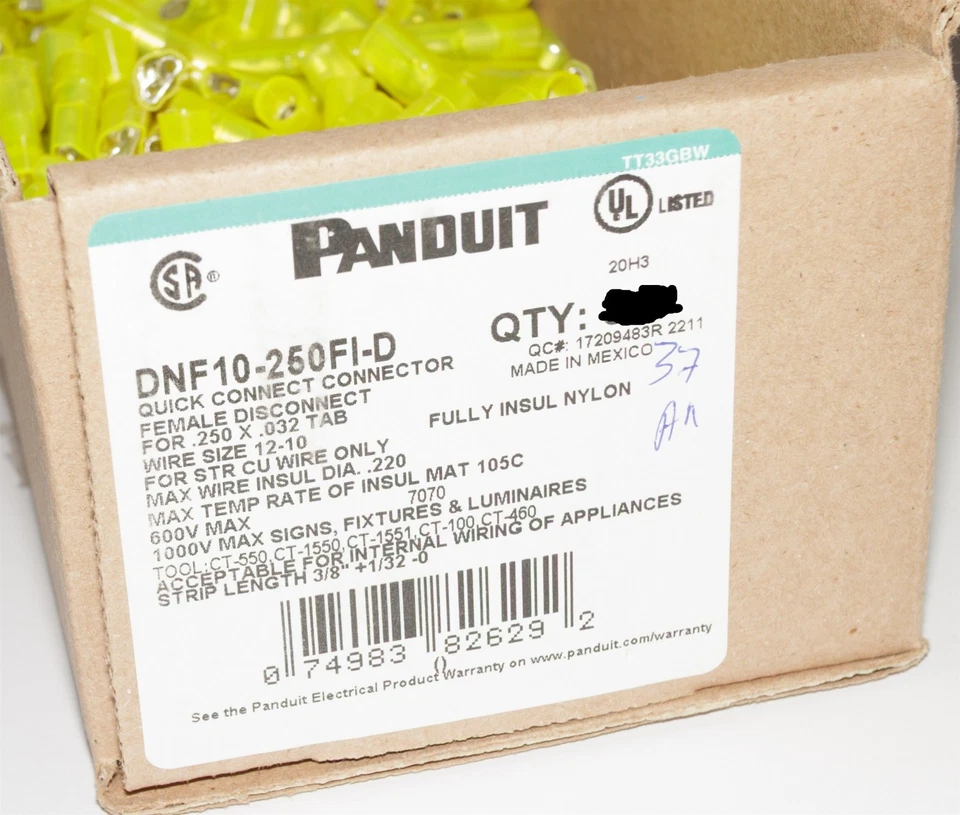 TT33GBW
SA®
PANDUIT
UL LISTED
20H3
QTY:
QC#: 17209483R 2211
MADE IN MEXICO
37
DNF10-250FI-D
QUICK CONNECT CONNECTOR
FEMALE DISCONNECT
FOR .250 X .032 TAB
FULLY INSUL NYLON
WIRE SIZE 12-10
FOR STR CU WIRE ONLY
MAX WIRE INSUL DIA. .220
MAX TEMP RATE OF INSUL MAT 105C
7070
600V MAX
1000V MAX SIGNS, FIXTURES & LUMINAIRES
TOOL:CT-550,CT-1550,CT-1551,CT-100,CT-460
ACCEPTABLE FOR INTERNAL WIRING OF APPLIANCES
STRIP LENGTH 3/8" +1/32 -0
0 74983 82629 2
()
See the Panduit Electrical Product Warranty on www.panduit.com/warranty